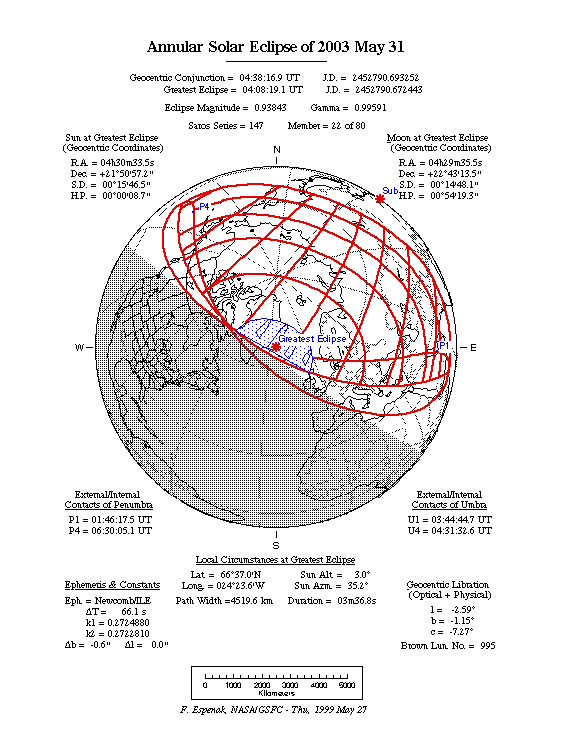 Annular Solar Eclipse of 2003 May 31
Geocentric Conjunction = 04:38:16.9 UT J.D. = 2452790.693252
Greatest Eclipse = 04:08:19.1 UT J.D. = 2452790.672443
Eclipse Magnitude = 0.93843 Gamma = 0.99591
Saros Series = 147 Member = 22 of 80
Sun at Greatest Eclipse
(Geocentric Coordinates)
R.A. = 04h30m33.5s
Dec. = +21°50'57.2"
S.D. = 00°15'46.5"
H.P. = 00°00'08.7"
Moon at Greatest Eclipse
(Geocentric Coordinates)
R.A. = 04h29m35.5s
Dec. = +22°43'13.5"
S.D. = 00°14'48.1"
H.P. = 00°54'19.3"
N
Sub
P4
Greatest Eclipse
P1
W
E
S
External/Internal
Contacts of Penumbra
P1 = 01:46:17.5 UT
P4 = 06:30:05.1 UT
External/Internal
Contacts of Umbra
U1 = 03:44:44.7 UT
U4 = 04:31:32.6 UT
Local Circumstances at Greatest Eclipse
Lat. = 66°37.0'N Sun Alt. = 3.0°
Long. = 024°23.6'W Sun Azm. = 35.2°
Path Width = 4519.6 km Duration = 03m36.8s
Ephemeris & Constants
Eph. = Newcomb/ILE
ΔT = 66.1 s
k1 = 0.2724880
k2 = 0.2722810
Δb = -0.6" Δl = 0.0"
Geocentric Libration
(Optical + Physical)
l = -2.59°
b = -1.15°
c = -7.27°
Brown Lun. No. = 995
0 1000 2000 3000 4000 5000
Kilometers
F. Espenak, NASA/GSFC - Thu, 1999 May 27